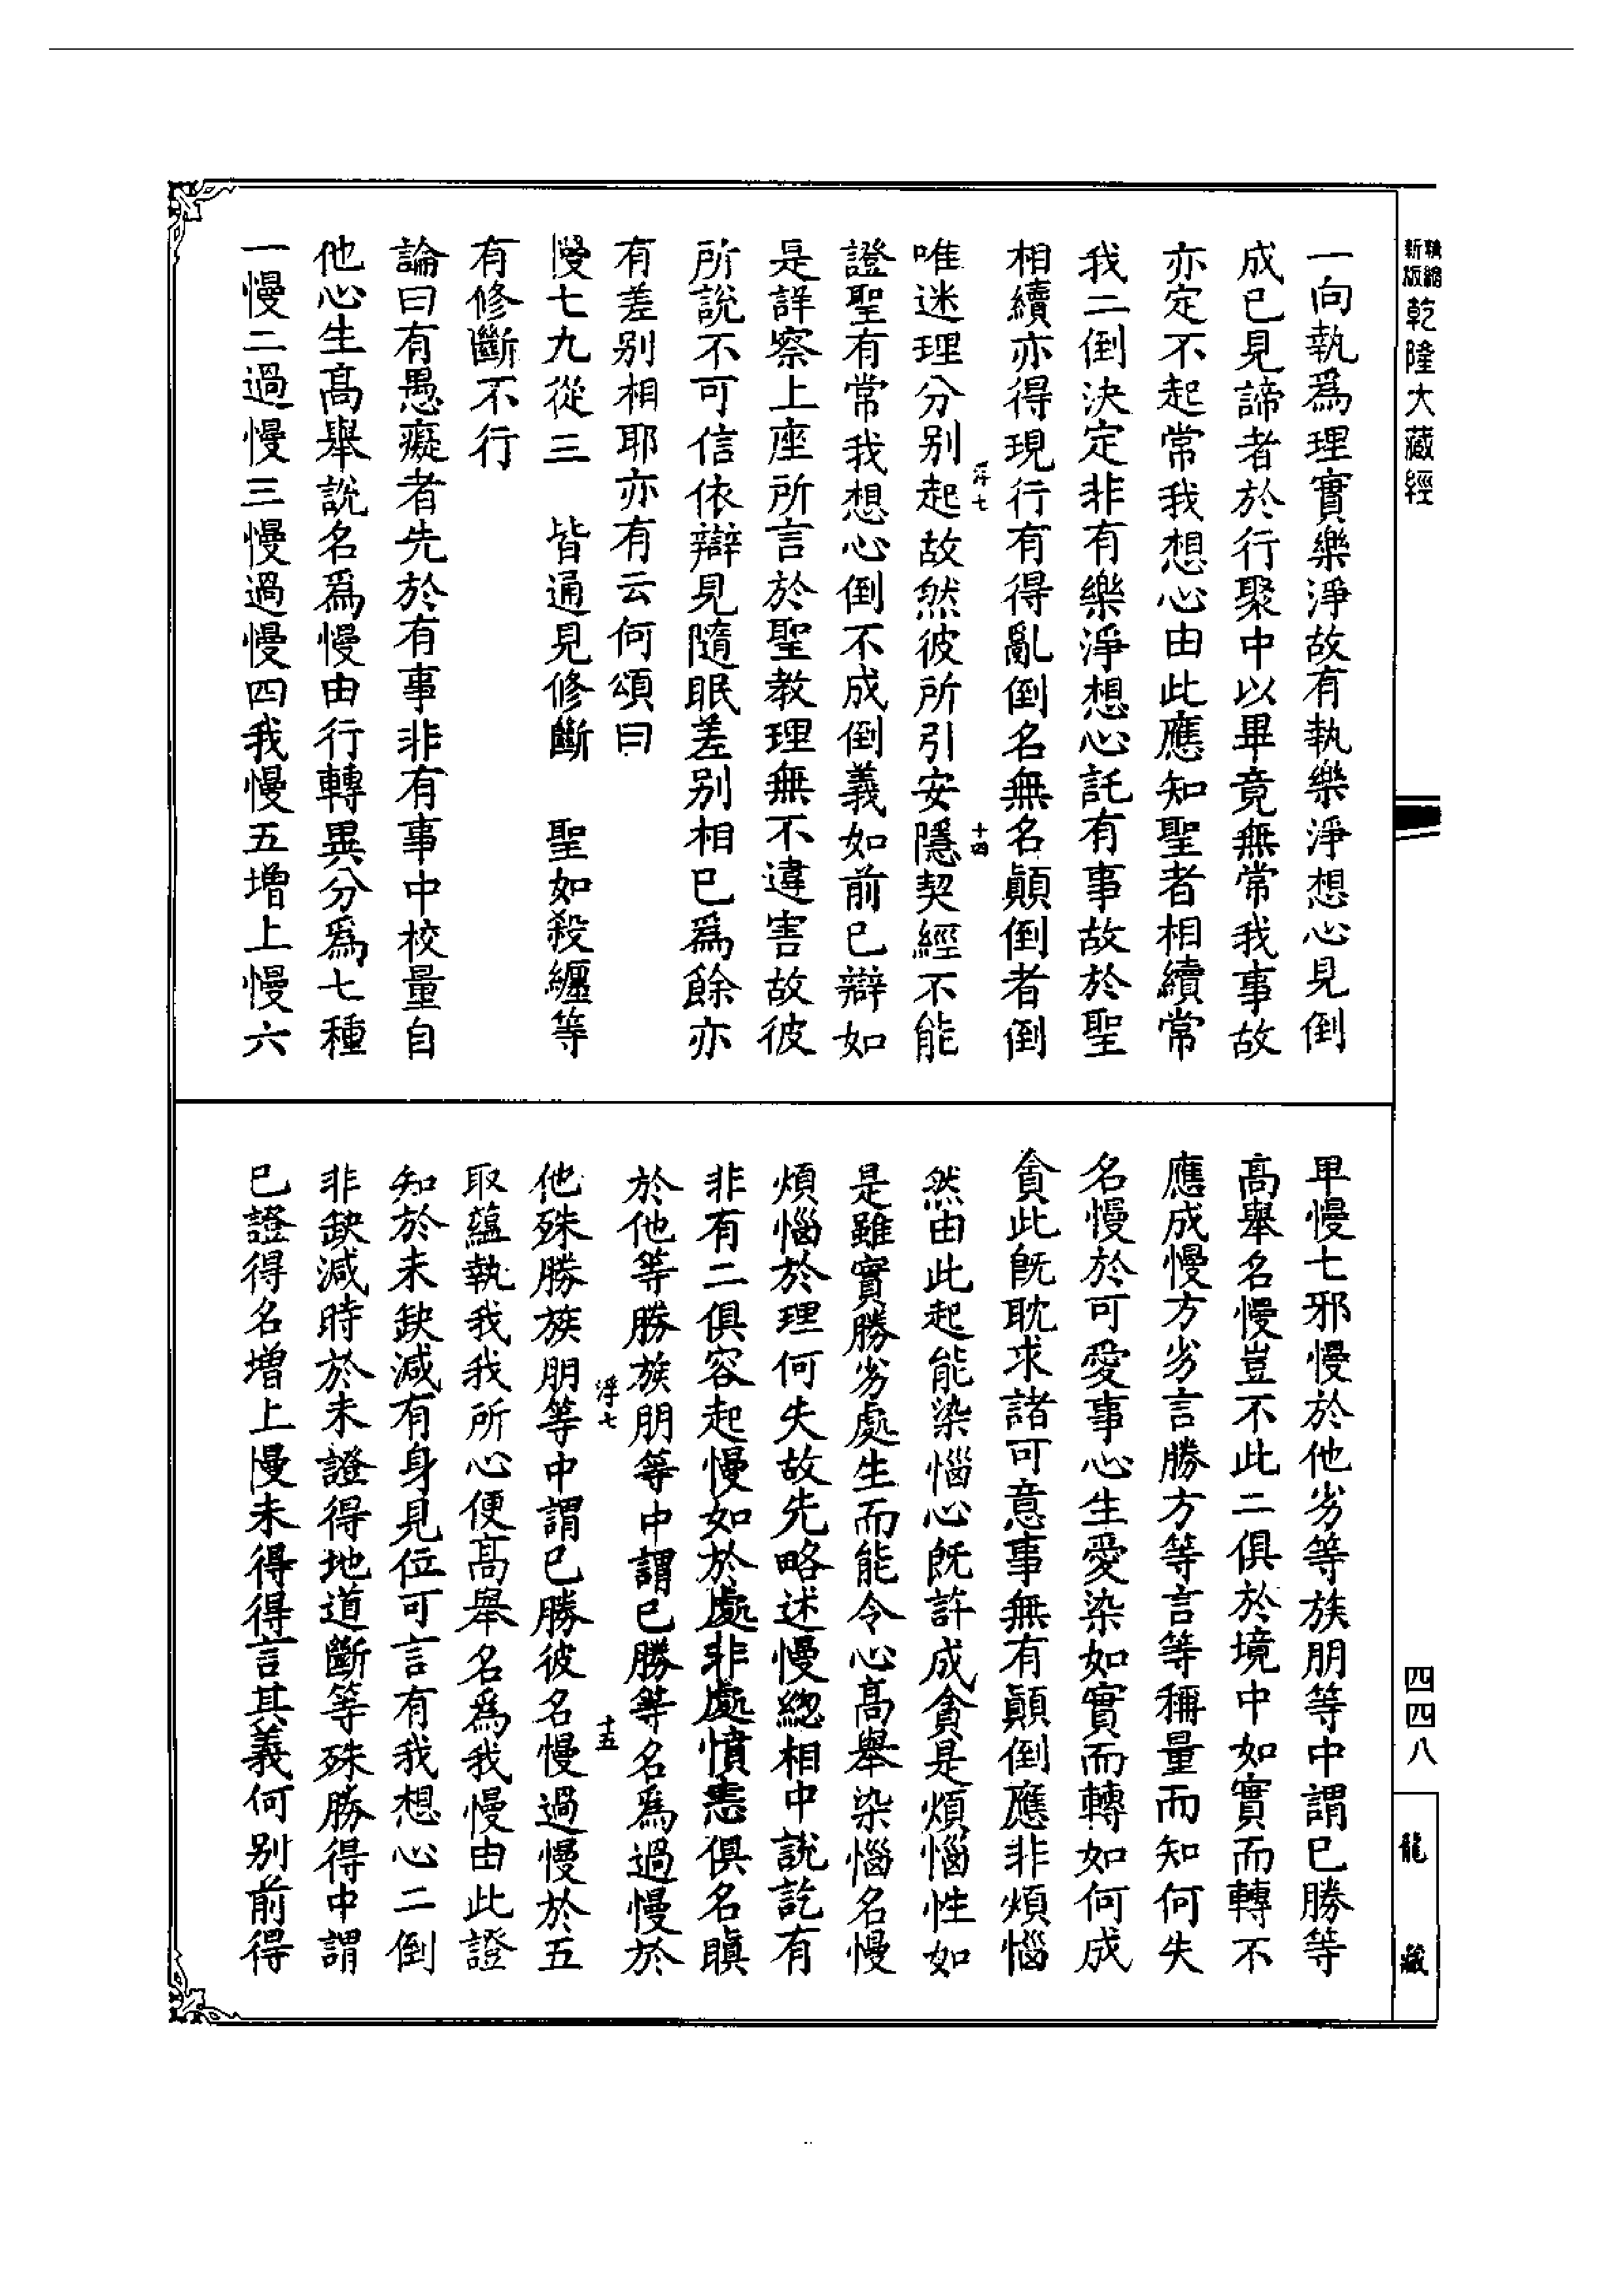 新版精縮乾隆大藏經
一向執爲理實樂淨故有執樂淨想心見倒
成已見諦者於行聚中以畢竟無常我事故
亦定不起常我想心由此應知聖者相續常
我二倒決定非有樂淨想心託有事故於聖
相續亦得現行有得亂倒名無名顛倒者倒
浮七
十四
唯迷理分别起故然彼所引安隱契經不能
證聖有常我想心倒不成倒義如前已辯如
是詳察上座所言於聖教理無不違害故彼
所說不可信依辯見隨眠差别相已爲餘亦
有差别相耶亦有云何頌曰
慢七九從三　皆通見修斷　聖如殺纏等
有修斷不行
論曰有愚癡者先於有事非有事中校量自
他心生高舉說名爲慢由行轉異分爲七種
一慢二過慢三慢過慢四我慢五增上慢六
卑慢七邪慢於他劣等族朋等中謂已勝等
高舉名慢豈不此二俱於境中如實而轉不
應成慢方劣言勝方等言等稱量而知何失
名慢於可愛事心生愛染如實而轉如何成
貪此旣耽求諸可意事無有顛倒應非煩惱
然由此起能染惱心旣許成貪是煩惱性如
是雖實勝劣處生而能令心高舉染惱名慢
煩惱於理何失故先略述慢緫相中說訖有
非有二俱容起慢如於處非處憤恚俱名瞋
於他等勝族朋等中謂已勝等名爲過慢於
浮七
十五
他殊勝族朋等中謂已勝彼名慢過慢於五
取蘊執我我所心便高舉名爲我慢由此證
知於未缺減有身見位可言有我想心二倒
非缺減時於未證得地道斷等殊勝得中謂
已證得名增上慢未得得言其義何别前得
四四八
龍藏